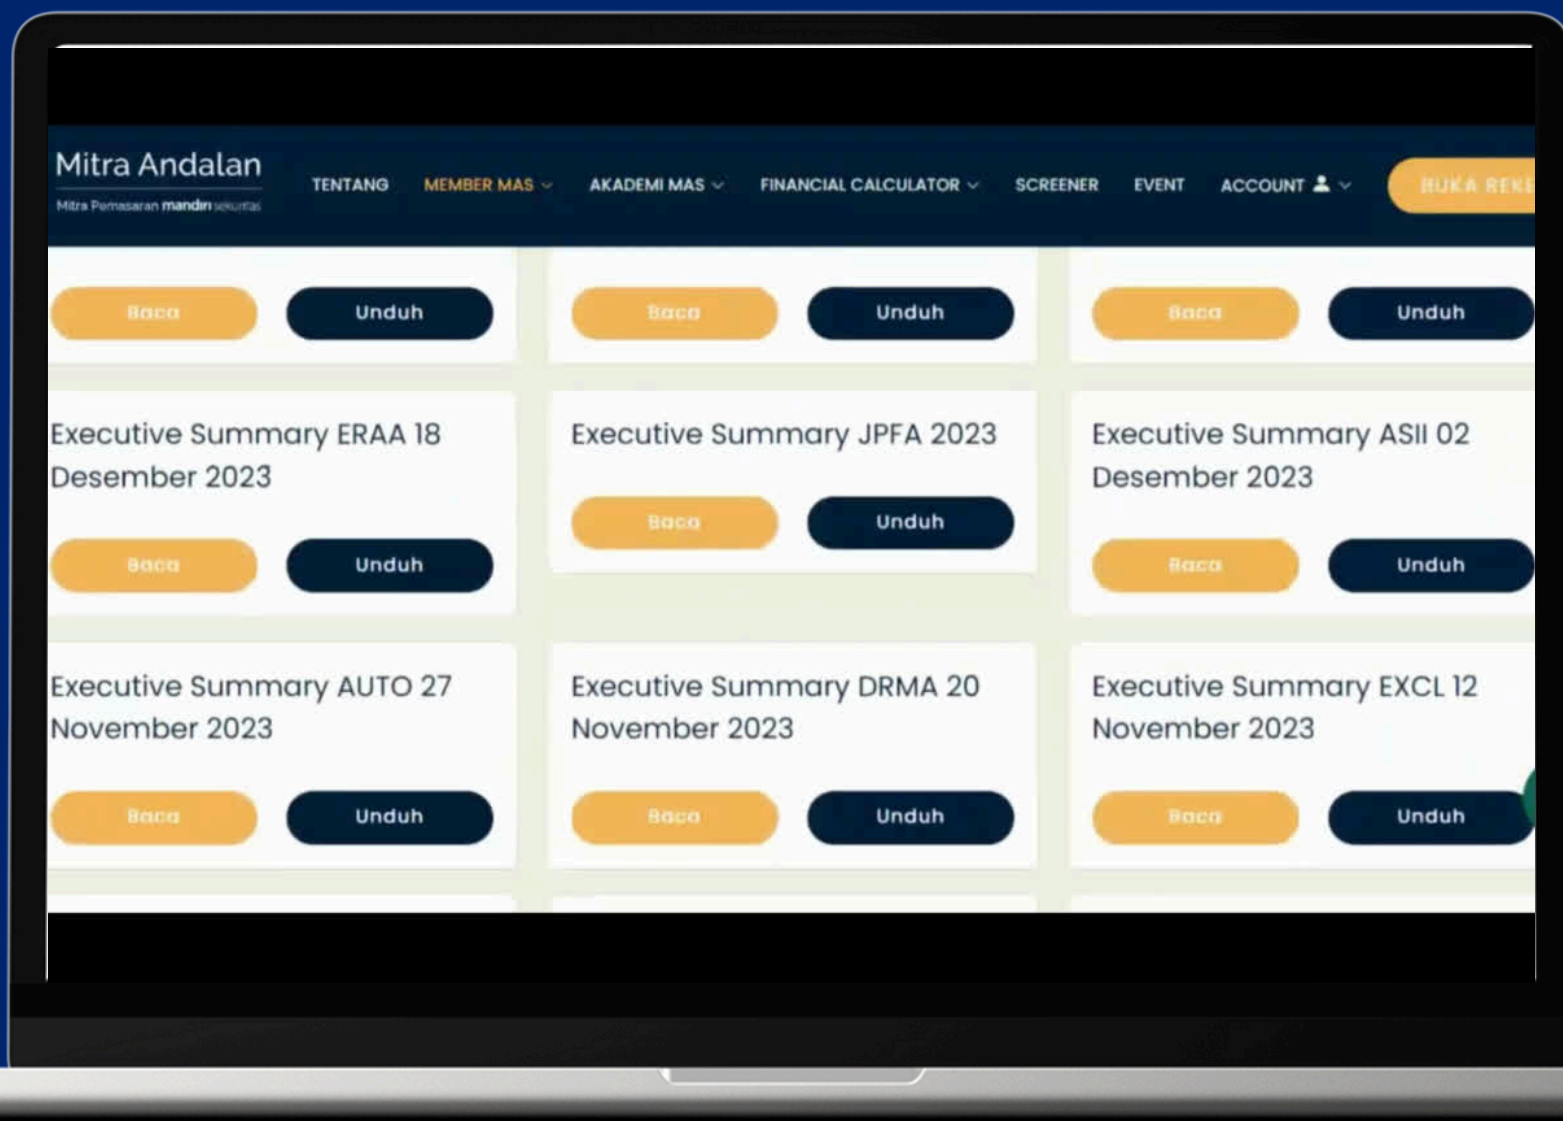 Mitra Andalan
Mitra Pemasaran mandiri sekuritas
TENTANG MEMBER MAS AKADEMI MAS FINANCIAL CALCULATOR SCREENER EVENT ACCOUNT BUKA REKE
Baca Unduh Baca Unduh Baca Unduh
Executive Summary ERAA 18
Desember 2023
Baca Unduh
Executive Summary JPFA 2023
Baca Unduh
Executive Summary ASII 02
Desember 2023
Baca Unduh
Executive Summary AUTO 27
November 2023
Baca Unduh
Executive Summary DRMA 20
November 2023
Baca Unduh
Executive Summary EXCL 12
November 2023
Baca Unduh